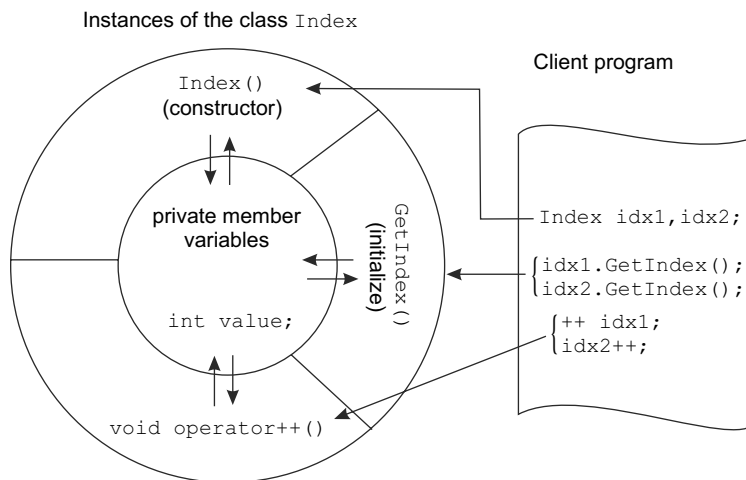 Instances of the class Index
Index()
(constructor)
private member
variables
int value;
GetIndex()
(initialize)
void operator++()
Client program
Index idx1,idx2;
idx1.GetIndex();
idx2.GetIndex();
++ idx1;
idx2++;